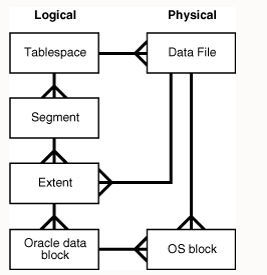 Logical Physical
Tablespace Data File
Segment
Extent
Oracle data
block
OS block